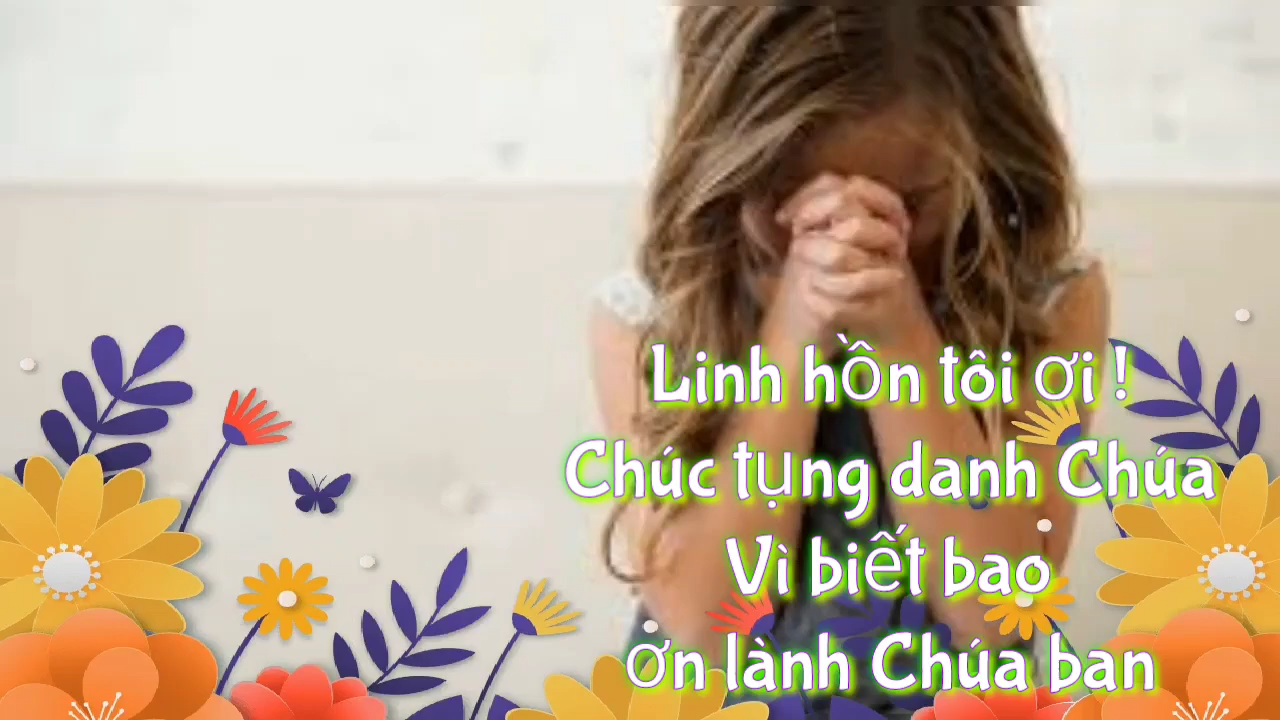 Linh hồn tôi ơi !
Chúc tụng danh Chúa
Vì biết bao
ơn lành Chúa ban